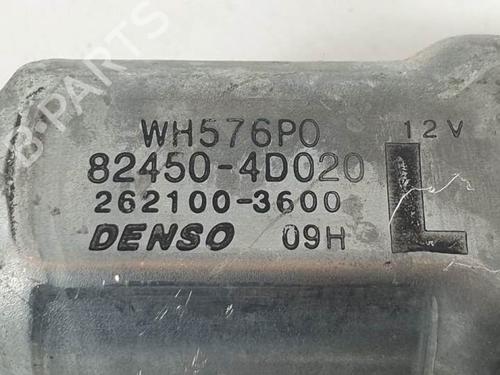 WH576P0
12V
82450-4D020
262100-3600
L
DENSO
09H
B-PARTS